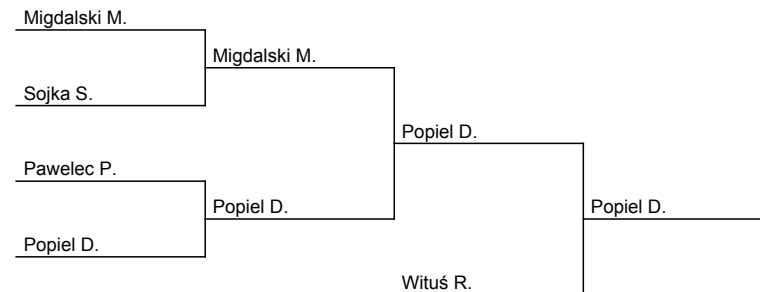 Migdalski M.
Migdalski M.
Sojka S.
Popiel D.
Pawelec P.
Popiel D.
Popiel D.
Popiel D.
Wituś R.